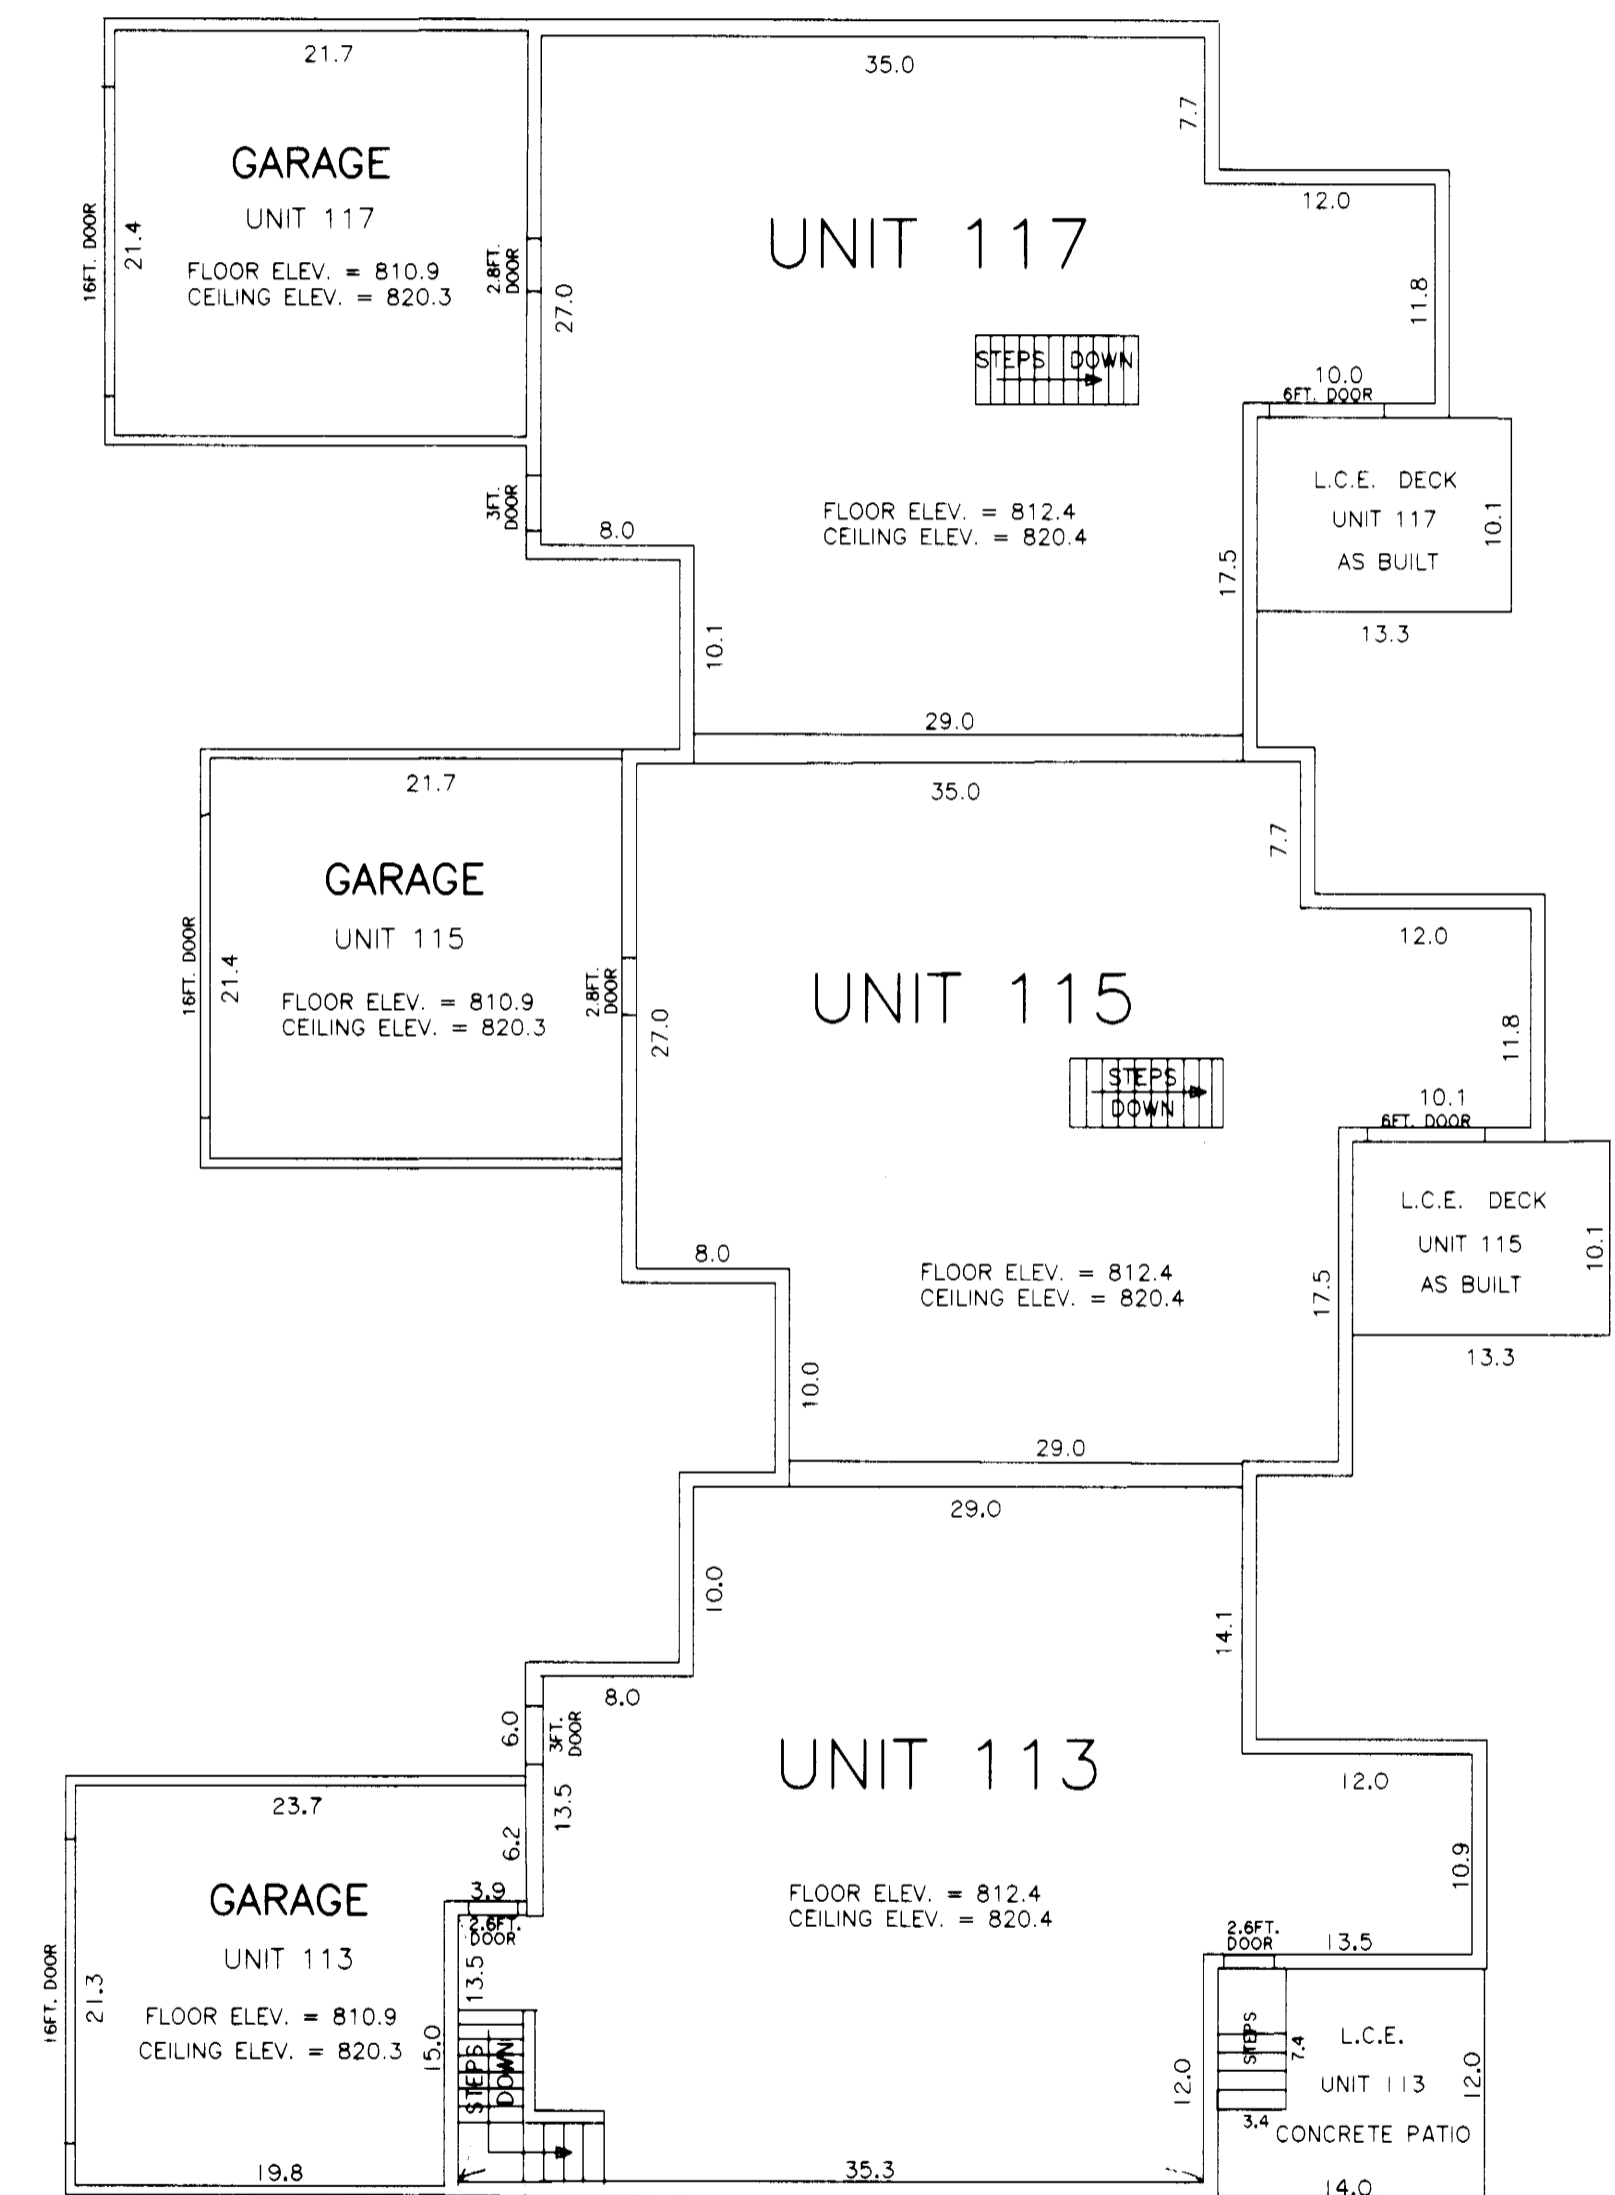 21.7
35.0
7.7
GARAGE
UNIT 117
FLOOR ELEV. = 810.9
CEILING ELEV. = 820.3
16FT. DOOR
21.4
2.8FT.
DOOR
27.0
UNIT 117
12.0
11.8
STEPS DOWN
10.0
6FT. DOOR
3FT.
DOOR
8.0
FLOOR ELEV. = 812.4
CEILING ELEV. = 820.4
L.C.E. DECK
UNIT 117
AS BUILT
10.1
17.5
13.3
10.1
29.0
21.7
35.0
7.7
GARAGE
UNIT 115
FLOOR ELEV. = 810.9
CEILING ELEV. = 820.3
16FT. DOOR
21.4
2.8FT.
DOOR
27.0
UNIT 115
12.0
11.8
STEPS
DOWN
10.1
6FT. DOOR
L.C.E. DECK
UNIT 115
AS BUILT
10.1
8.0
FLOOR ELEV. = 812.4
CEILING ELEV. = 820.4
17.5
13.3
10.0
29.0
29.0
10.0
14.1
8.0
6.0
3FT.
DOOR
UNIT 113
12.0
23.7
13.5
6.2
10.9
GARAGE
UNIT 113
FLOOR ELEV. = 810.9
CEILING ELEV. = 820.3
16FT. DOOR
21.3
3.9
2.6FT.
DOOR
13.5
15.0
STEPS
DOWN
FLOOR ELEV. = 812.4
CEILING ELEV. = 820.4
2.6FT.
DOOR
13.5
STEPS
7.4
L.C.E.
UNIT 113
CONCRETE PATIO
12.0
12.0
3.4
19.8
35.3
14.0